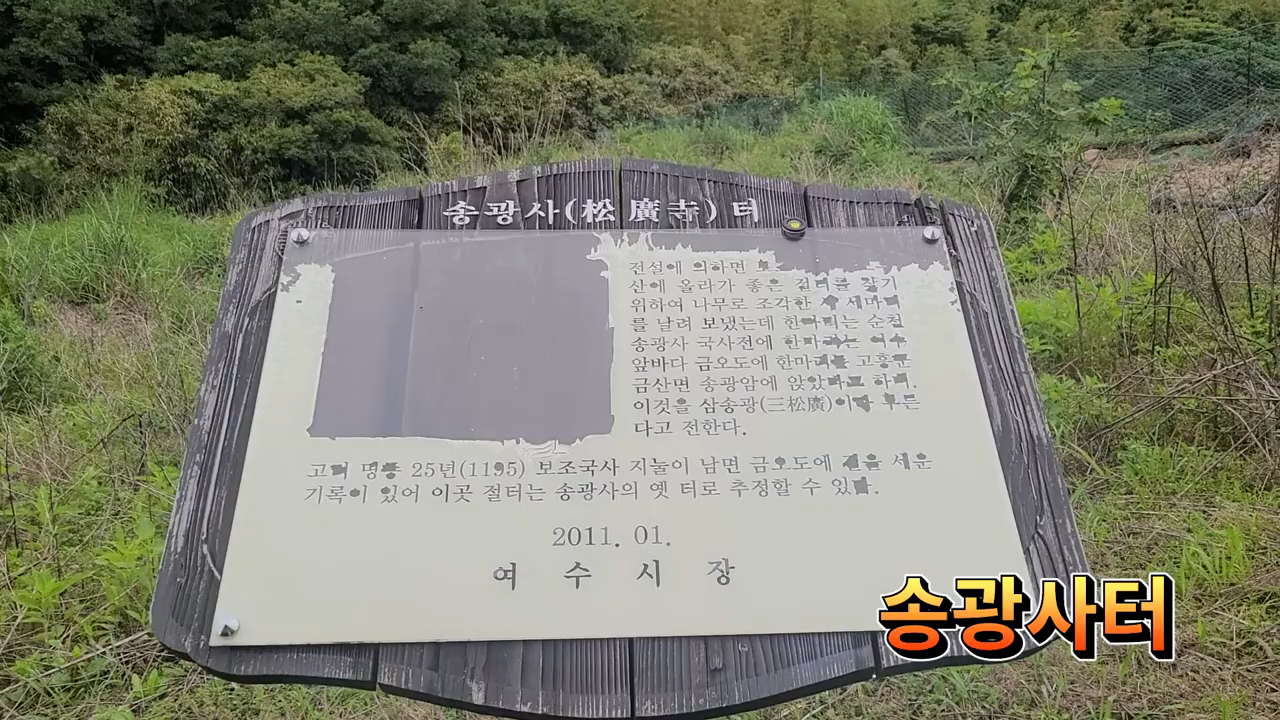 송광사(松廣寺)터
전설에 의하면
산에 올라가 좋은 절터를 찾기
위하여 나무로 조각한 새 세마리
를 날려 보냈는데 한마리는 순천
송광사 국사전에 한마리는 여수
앞바다 금오도에 한마리를 고흥군
금산면 송광암에 앉았다고 하며,
이것을 삼송광(三松廣)이라 부른
다고 전한다.
고려 명종 25년(1195) 보조국사 지눌이 남면 금오도에 절을 세운
기록이 있어 이곳 절터는 송광사의 옛 터로 추정할 수 있다.
2011. 01.
여 수 시 장
송광사터